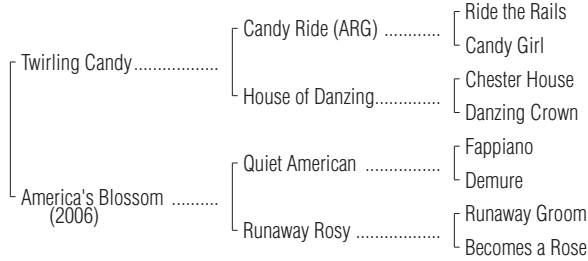 Ride the Rails
Candy Ride (ARG) ............
Candy Girl
Twirling Candy..................
Chester House
House of Danzing..............
Danzing Crown
Fappiano
Quiet American ................
Demure
America's Blossom ..........
(2006)
Runaway Groom
Runaway Rosy ..................
Becomes a Rose